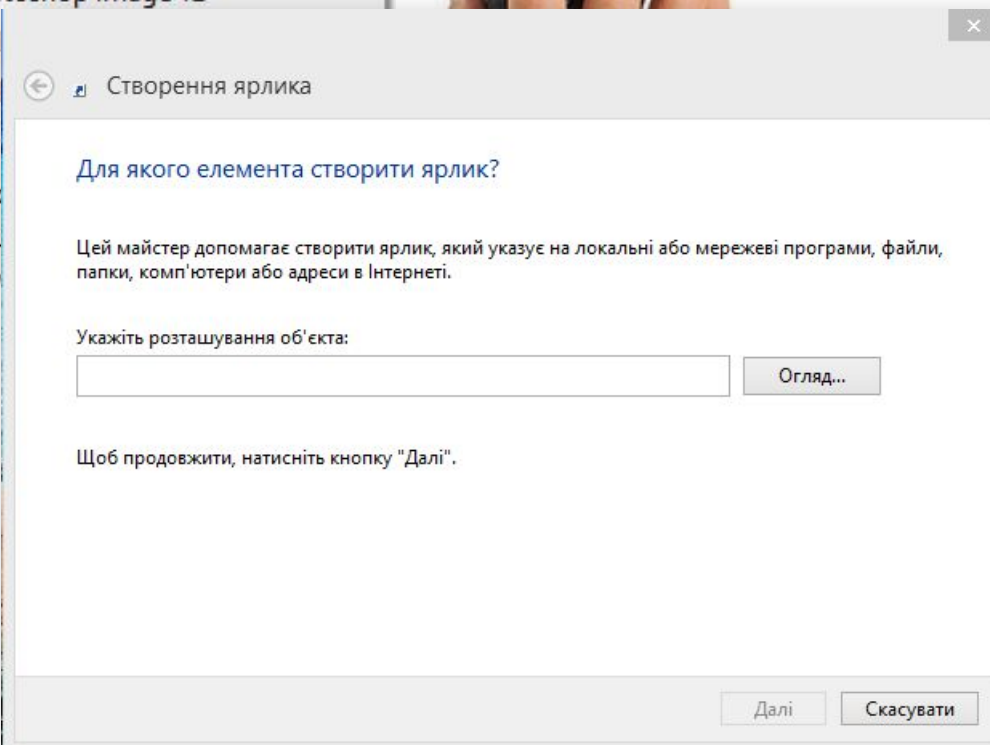 Створення ярлика
Для якого елемента створити ярлик?
Цей майстер допомагає створити ярлик, який указує на локальні або мережеві програми, файли,
папки, комп'ютери або адреси в Інтернеті.
Укажіть розташування об'єкта:
Огляд...
Щоб продовжити, натисніть кнопку "Далі".
Далі
Скасувати